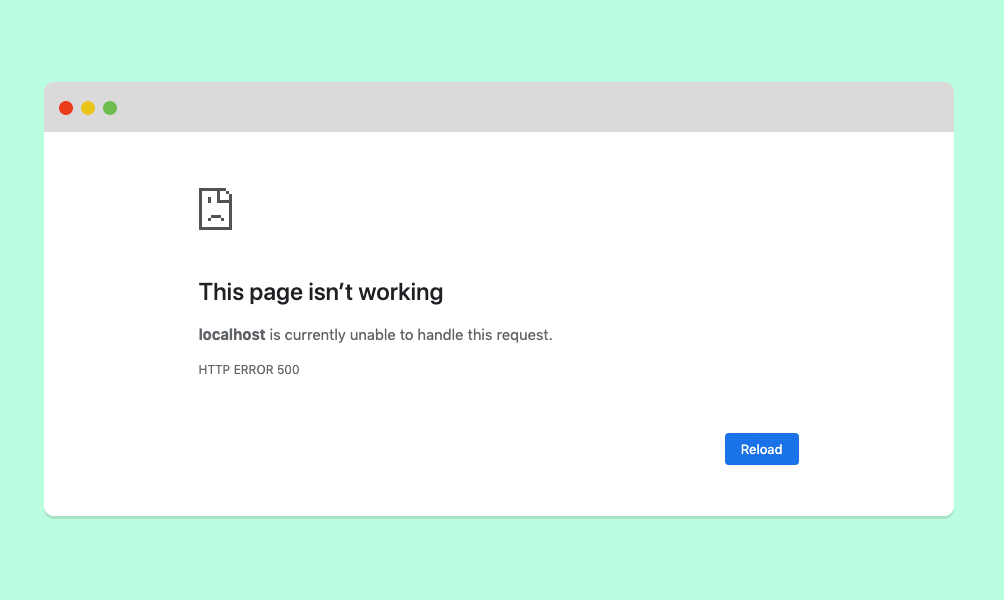 This page isn’t working
localhost is currently unable to handle this request.
HTTP ERROR 500
Reload